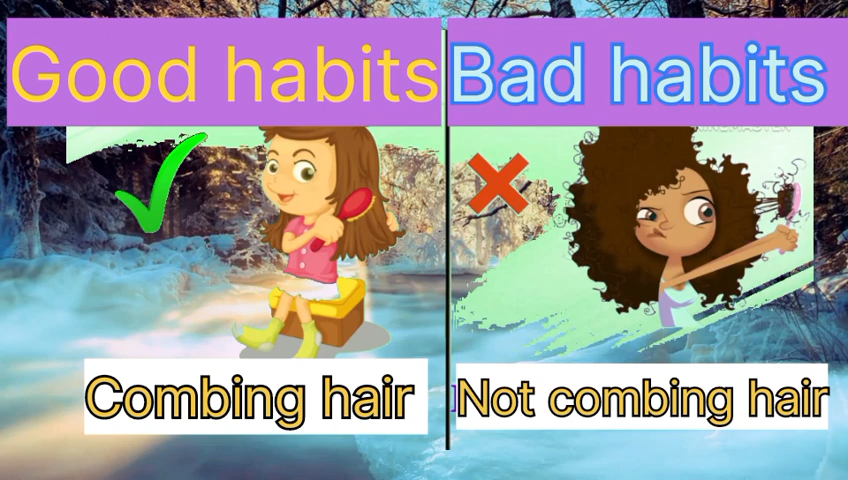 Good habits
Bad habits
Combing hair
Not combing hair